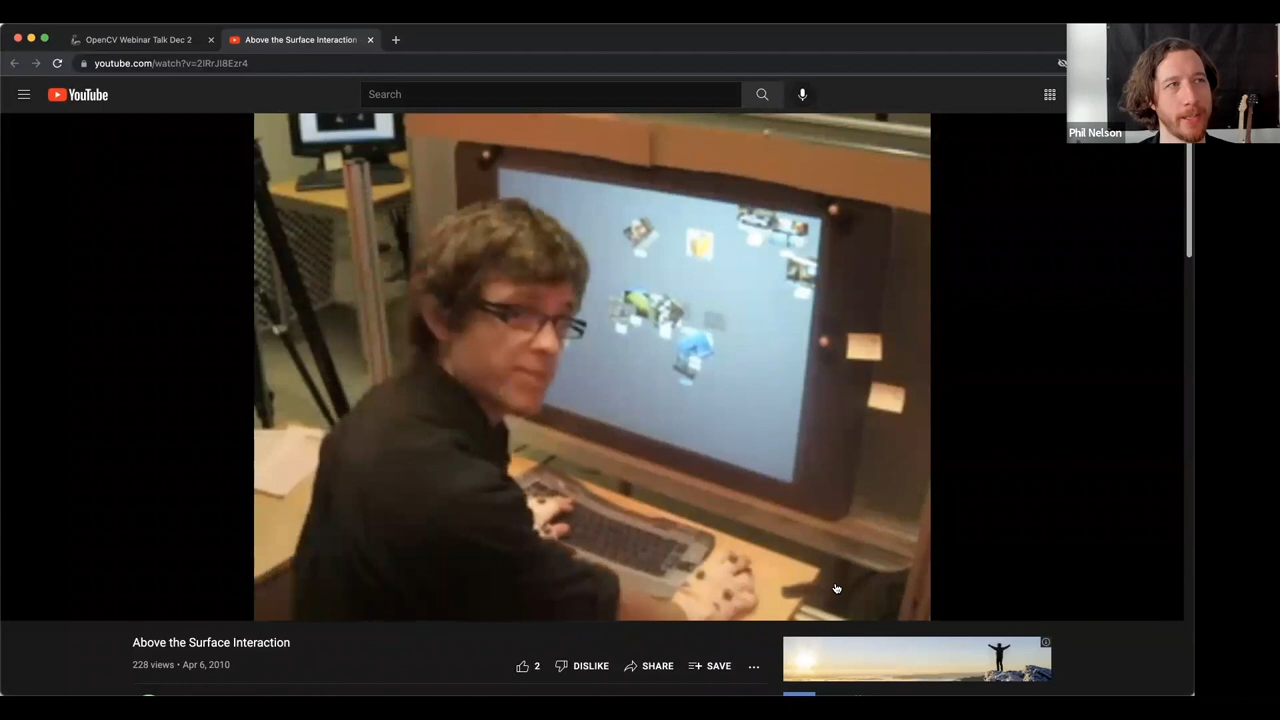 OpenCV Webinar Talk Dec 2
Above the Surface Interaction
youtube.com/watch?v=2IRrJI8Ezr4
YouTube
Search
Phil Nelson
Above the Surface Interaction
228 views • Apr 6, 2010
2
DISLIKE
SHARE
SAVE